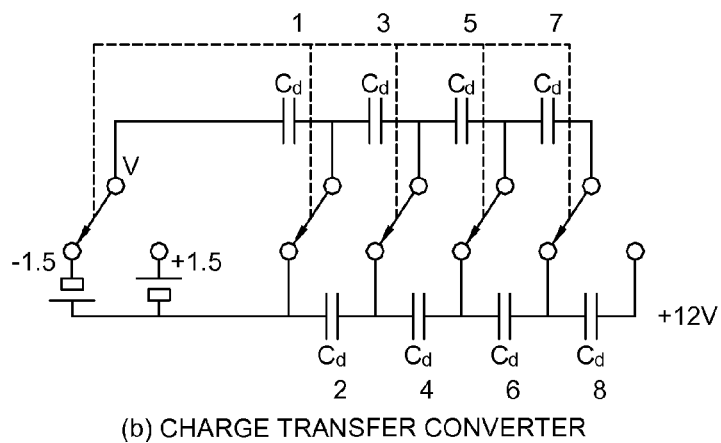 1 3 5 7
Cd Cd Cd Cd
V
-1.5 +1.5
+12V
Cd Cd Cd Cd
2 4 6 8
(b) CHARGE TRANSFER CONVERTER